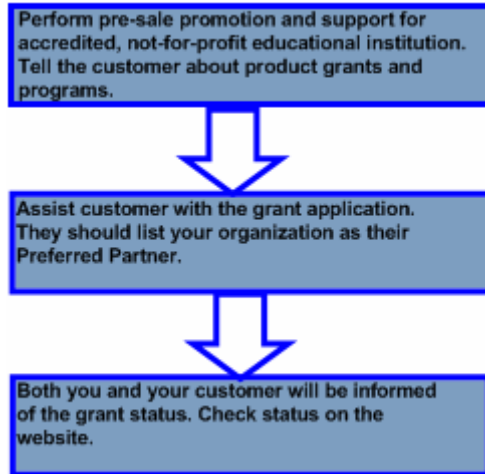 Perform pre-sale promotion and support for
accredited, not-for-profit educational institution.
Tell the customer about product grants and
programs.
Assist customer with the grant application.
They should list your organization as their
Preferred Partner.
Both you and your customer will be informed
of the grant status. Check status on the
website.